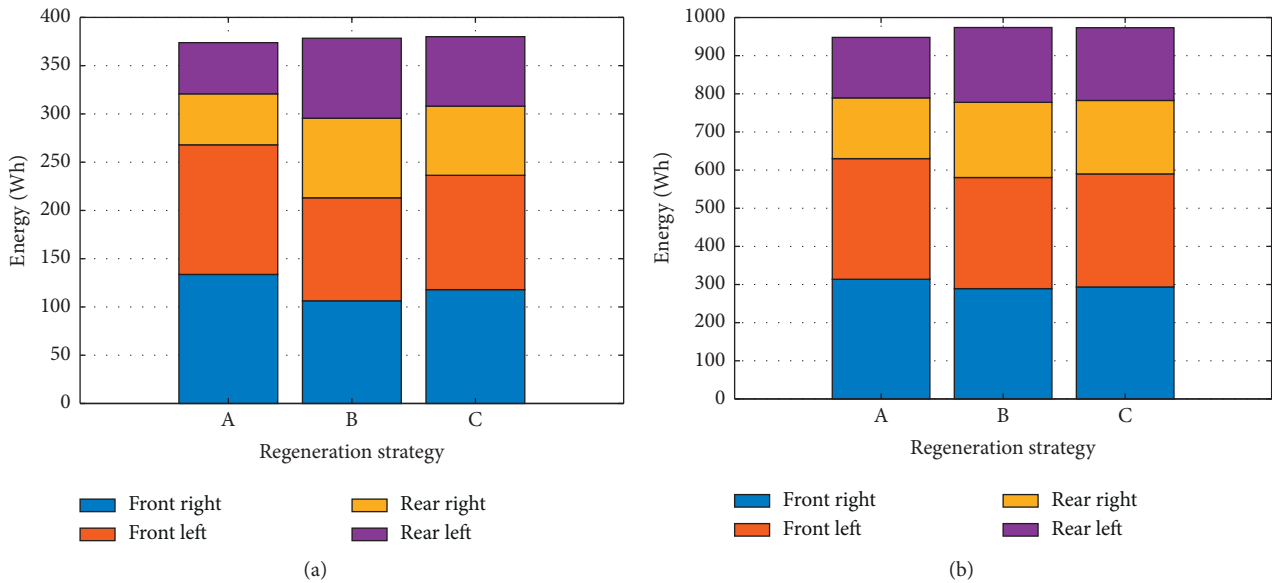 400
350
300
250
200
150
100
50
0
Energy (Wh)
A B C
Regeneration strategy
Front right Rear right
Front left Rear left
(a)
1000
900
800
700
600
500
400
300
200
100
0
Energy (Wh)
A B C
Regeneration strategy
Front right Rear right
Front left Rear left
(b)